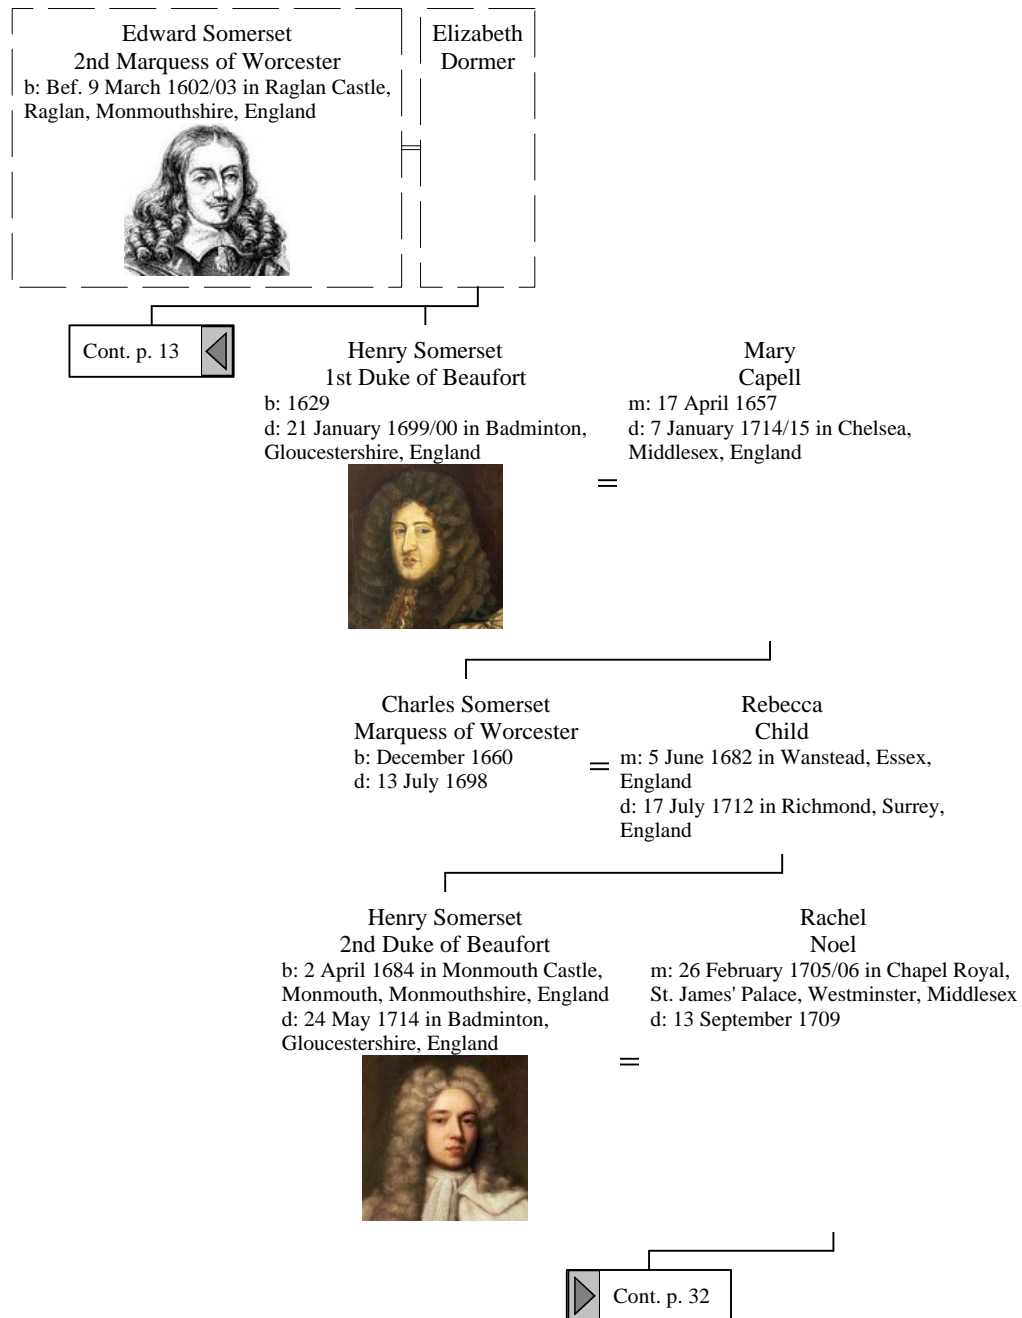 Edward Somerset
2nd Marquess of Worcester
b: Bef. 9 March 1602/03 in Raglan Castle,
Raglan, Monmouthshire, England
Elizabeth
Dormer
Cont. p. 13
Henry Somerset
1st Duke of Beaufort
b: 1629
d: 21 January 1699/00 in Badminton,
Gloucestershire, England
=
Mary
Capell
m: 17 April 1657
d: 7 January 1714/15 in Chelsea,
Middlesex, England
Charles Somerset
Marquess of Worcester
b: December 1660
d: 13 July 1698
=
Rebecca
Child
m: 5 June 1682 in Wanstead, Essex,
England
d: 17 July 1712 in Richmond, Surrey,
England
Henry Somerset
2nd Duke of Beaufort
b: 2 April 1684 in Monmouth Castle,
Monmouth, Monmouthshire, England
d: 24 May 1714 in Badminton,
Gloucestershire, England
=
Rachel
Noel
m: 26 February 1705/06 in Chapel Royal,
St. James' Palace, Westminster, Middlesex
d: 13 September 1709
Cont. p. 32